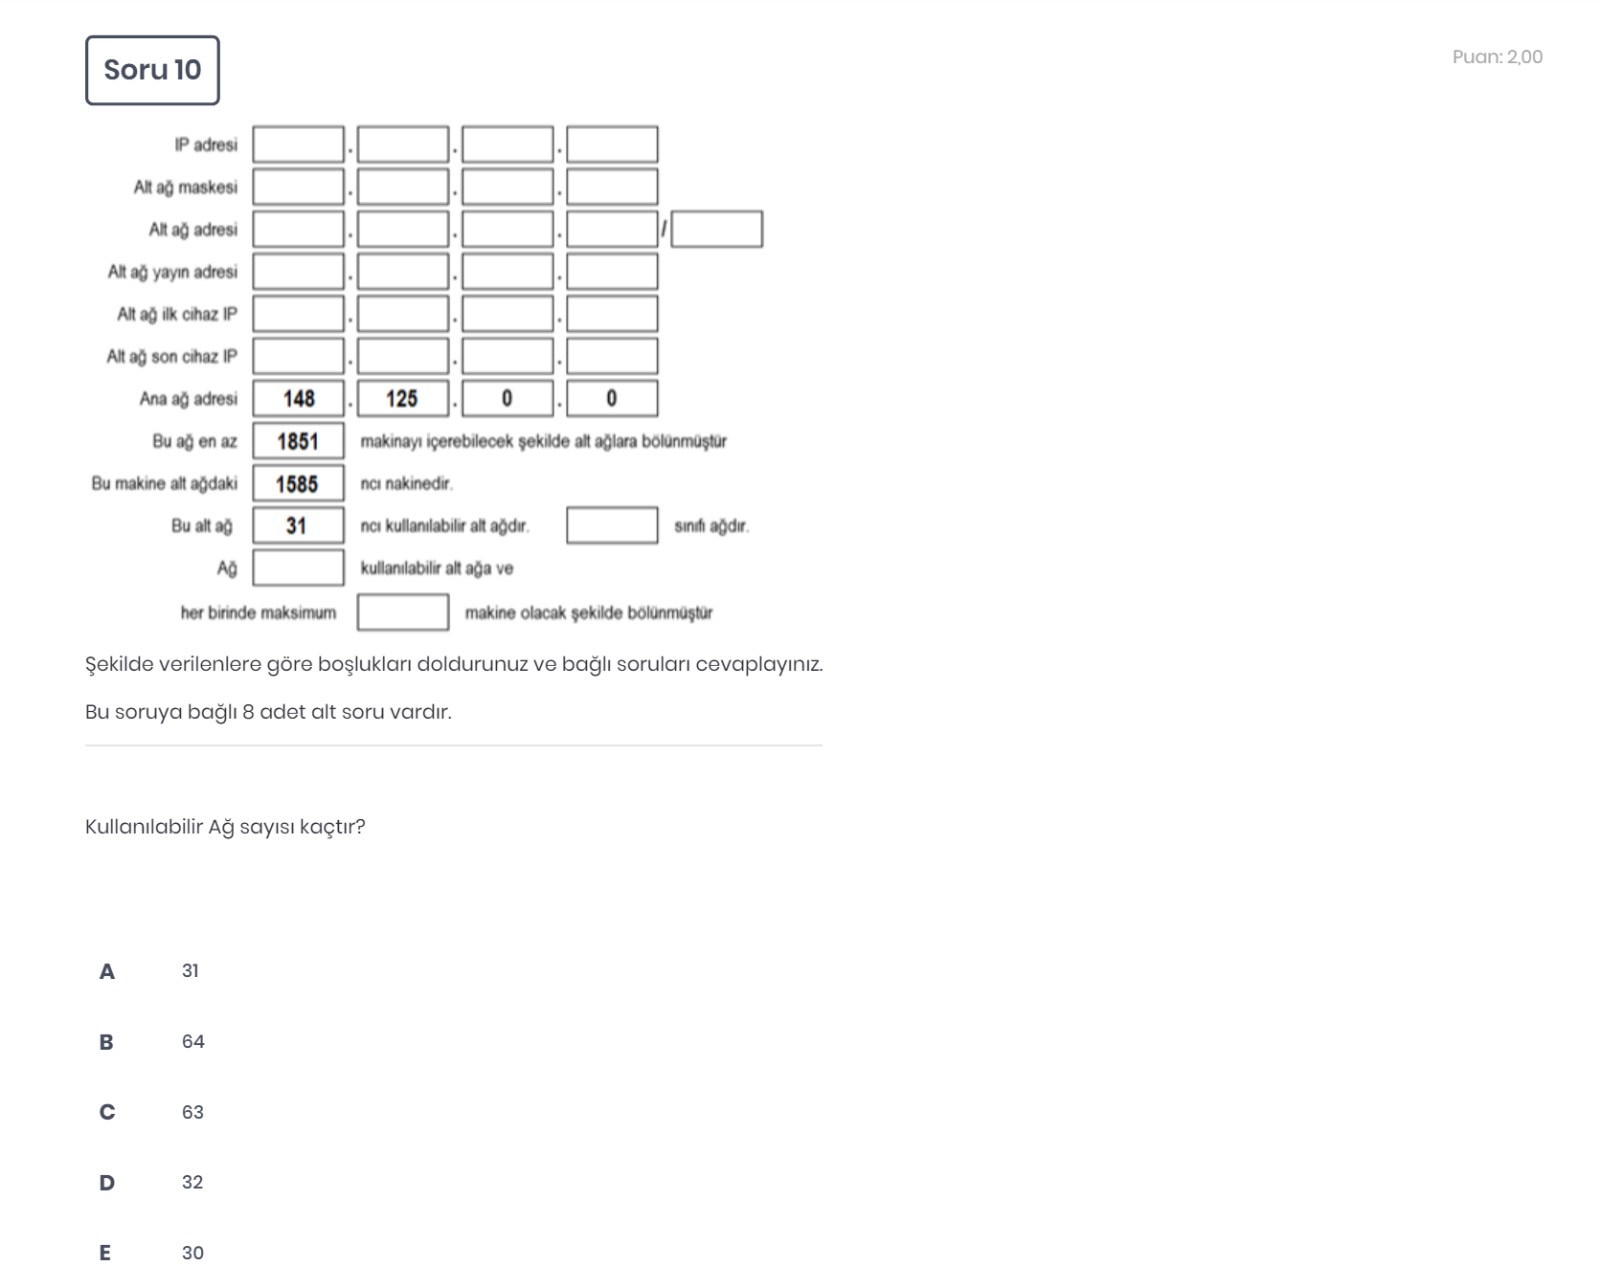 Soru 10
Puan: 2,00
IP adresi . . .
Alt ağ maskesi . . .
Alt ağ adresi . . . /
Alt ağ yayın adresi . . .
Alt ağ ilk cihaz IP . . .
Alt ağ son cihaz IP . . .
Ana ağ adresi 148 . 125 . 0 . 0
Bu ağ en az 1851 makinayı içerebilecek şekilde alt ağlara bölünmüştür
Bu makine alt ağdaki 1585 ncı nakinedir.
Bu alt ağ 31 ncı kullanılabilir alt ağdır. sınıfı ağdır.
Ağ kullanılabilir alt ağa ve
her birinde maksimum makine olacak şekilde bölünmüştür
Şekilde verilenlere göre boşlukları doldurunuz ve bağlı soruları cevaplayınız.
Bu soruya bağlı 8 adet alt soru vardır.
Kullanılabilir Ağ sayısı kaçtır?
A 31
B 64
C 63
D 32
E 30